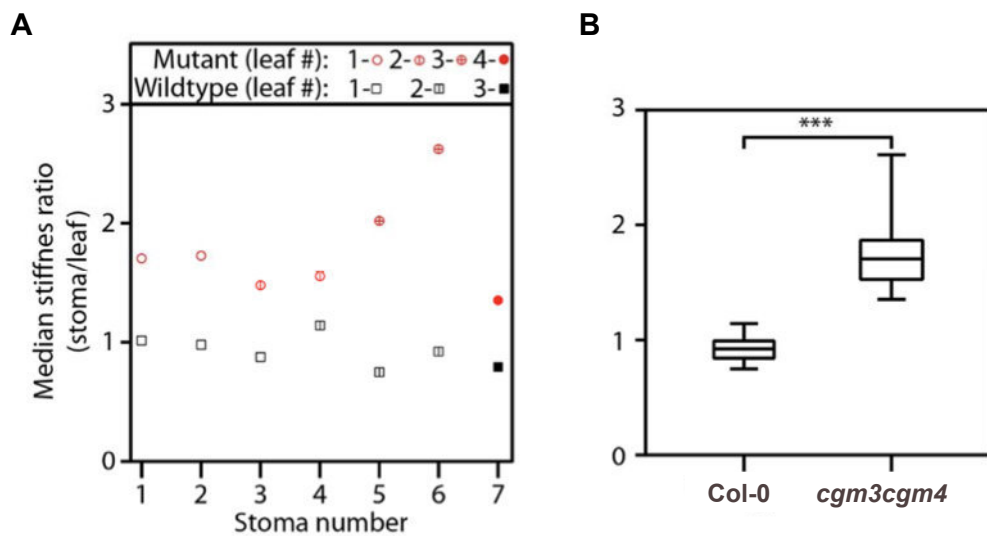 A
B
Mutant (leaf #): 1- 2- 3- 4-
Wildtype (leaf #): 1- 2- 3-
3
2
1
0
Median stiffnes ratio
(stoma/leaf)
1 2 3 4 5 6 7
Stoma number
3
2
1
0
***
Col-0 cgm3cgm4